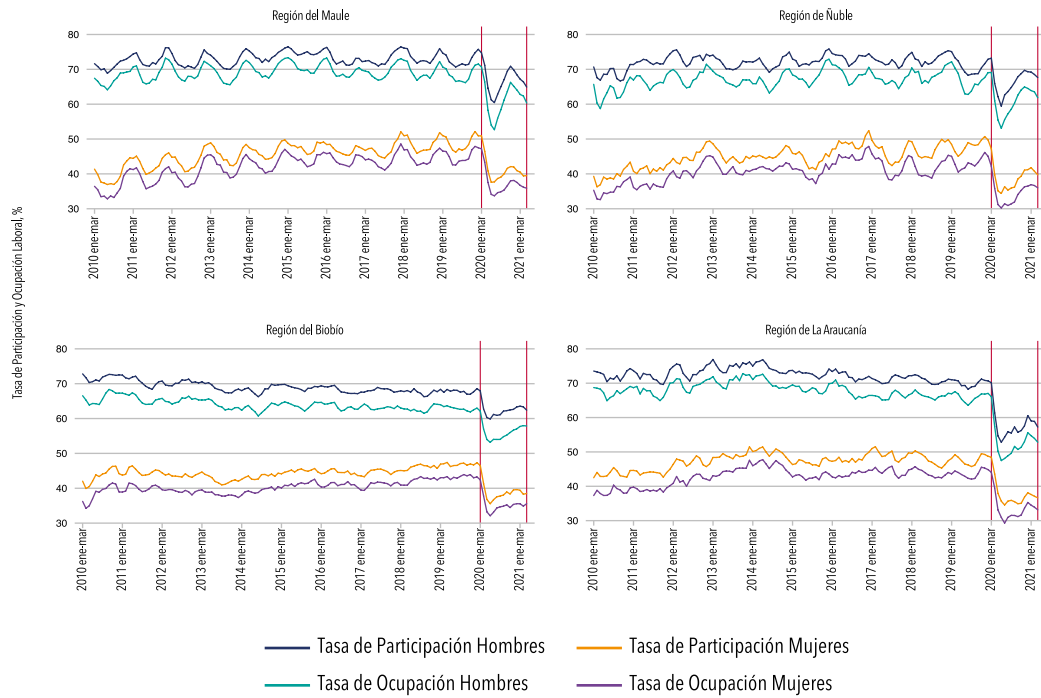 Tasa de Participación y Ocupación Laboral, %
Región del Maule
80
70
60
50
40
30
2010 ene-mar
2011 ene-mar
2012 ene-mar
2013 ene-mar
2014 ene-mar
2015 ene-mar
2016 ene-mar
2017 ene-mar
2018 ene-mar
2019 ene-mar
2020 ene-mar
2021 ene-mar
Región de Ñuble
80
70
60
50
40
30
2010 ene-mar
2011 ene-mar
2012 ene-mar
2013 ene-mar
2014 ene-mar
2015 ene-mar
2016 ene-mar
2017 ene-mar
2018 ene-mar
2019 ene-mar
2020 ene-mar
2021 ene-mar
Región del Biobío
80
70
60
50
40
30
2010 ene-mar
2011 ene-mar
2012 ene-mar
2013 ene-mar
2014 ene-mar
2015 ene-mar
2016 ene-mar
2017 ene-mar
2018 ene-mar
2019 ene-mar
2020 ene-mar
2021 ene-mar
Región de La Araucanía
80
70
60
50
40
30
2010 ene-mar
2011 ene-mar
2012 ene-mar
2013 ene-mar
2014 ene-mar
2015 ene-mar
2016 ene-mar
2017 ene-mar
2018 ene-mar
2019 ene-mar
2020 ene-mar
2021 ene-mar
Tasa de Participación Hombres
Tasa de Participación Mujeres
Tasa de Ocupación Hombres
Tasa de Ocupación Mujeres